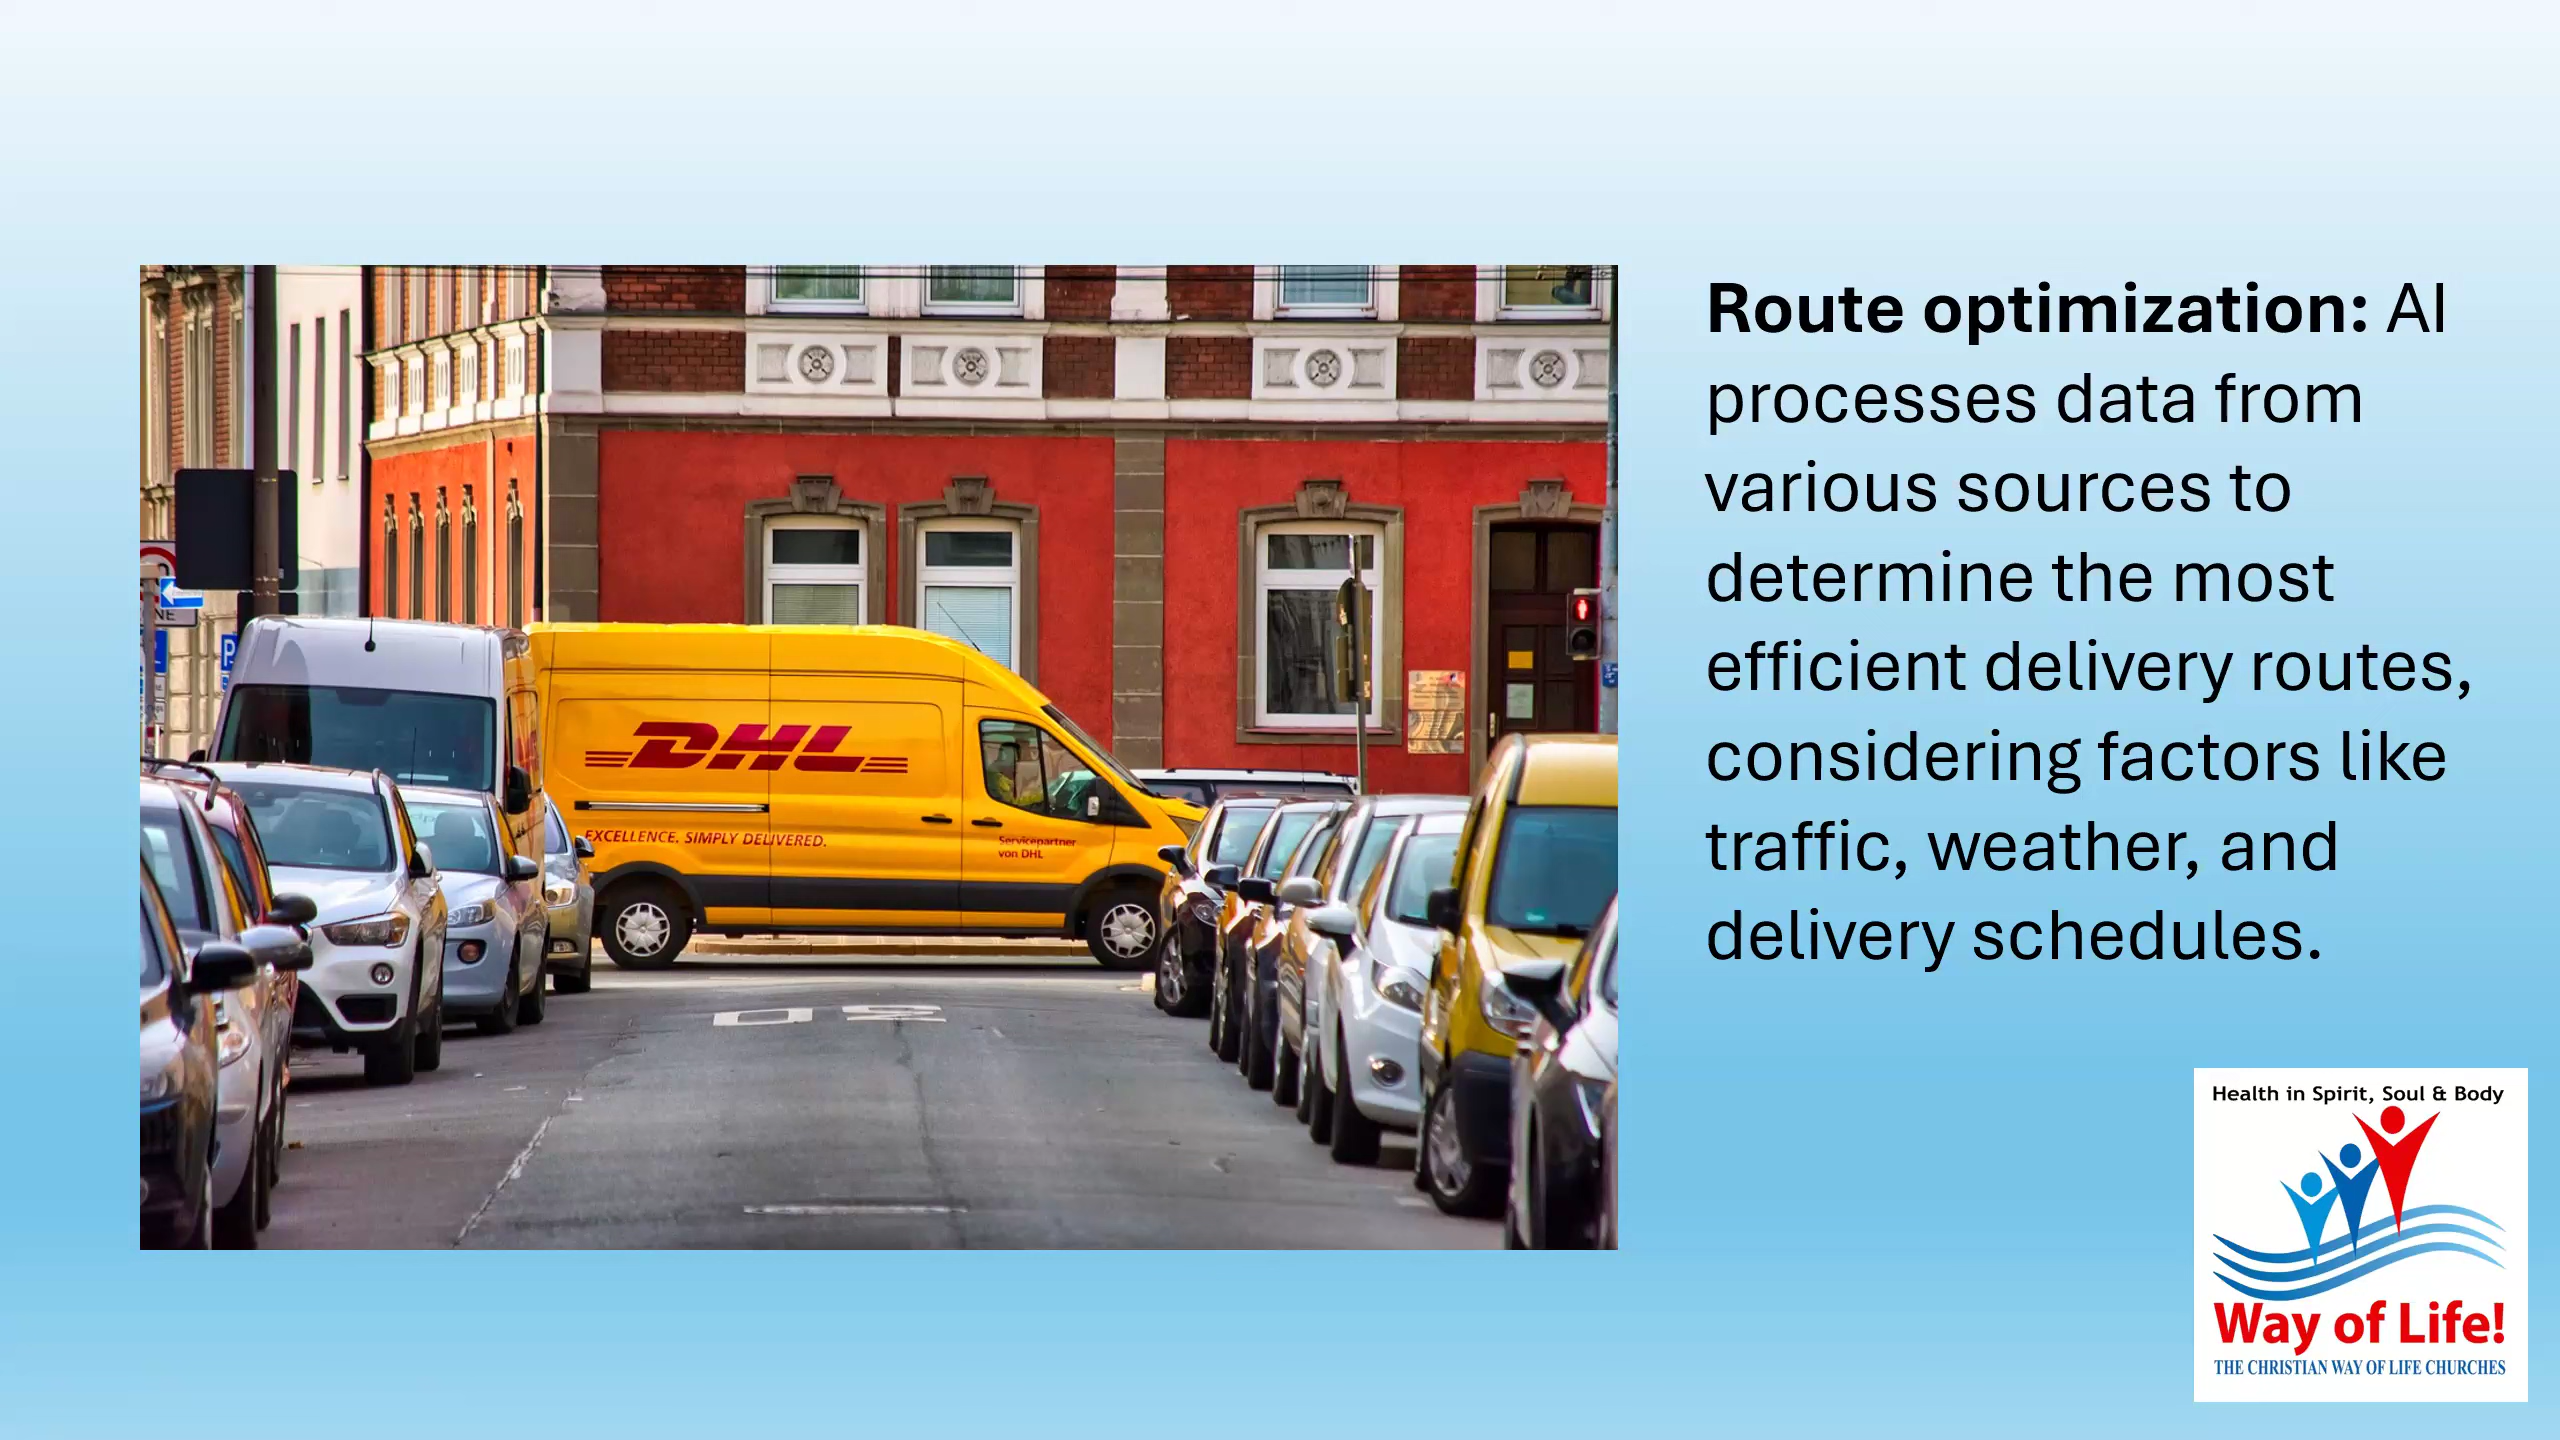 Route optimization: AI
processes data from
various sources to
determine the most
efficient delivery routes,
considering factors like
traffic, weather, and
delivery schedules.
DHL
EXCELLENCE. SIMPLY DELIVERED.
Servicepartner
von DHL
P
NE
Health in Spirit, Soul & Body
Way of Life!
THE CHRISTIAN WAY OF LIFE CHURCHES